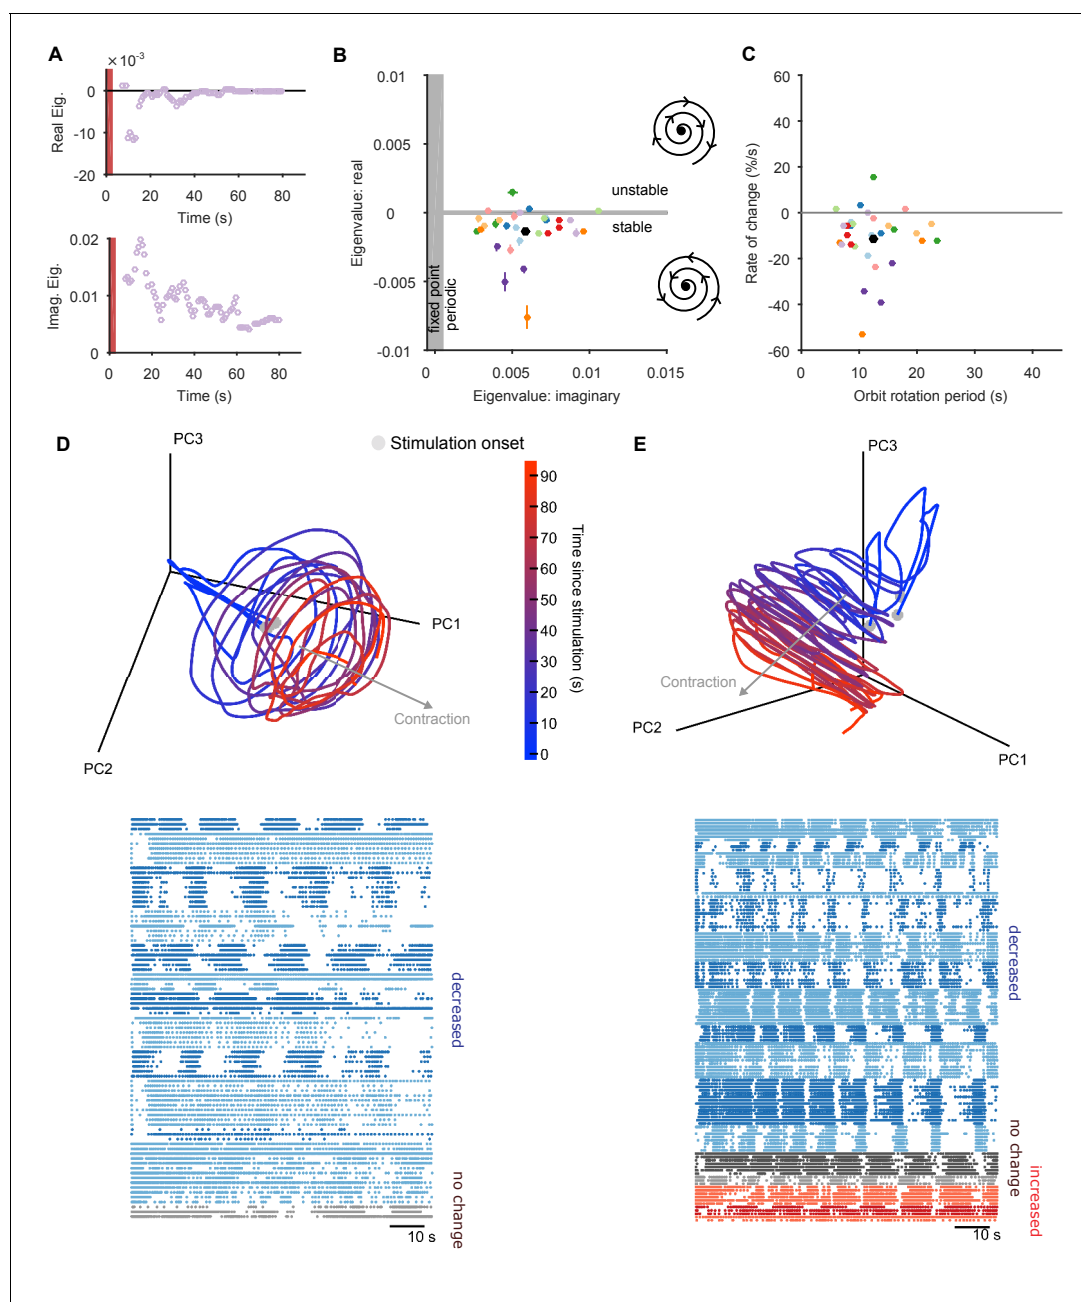 A
×10⁻³
0
-10
-20
Real Eig.
0 20 40 60 80
Time (s)
0.02
0.01
0
Imag. Eig.
0 20 40 60 80
Time (s)
B
0.01
0.005
0
-0.005
-0.01
Eigenvalue: real
unstable
stable
fixed point
periodic
0 0.005 0.01 0.015
Eigenvalue: imaginary
C
60
40
20
0
-20
-40
-60
Rate of change (%/s)
0 10 20 30 40
Orbit rotation period (s)
D
PC3
PC1
PC2
Contraction
Stimulation onset
90
80
70
60
50
40
30
20
10
0
Time since stimulation (s)
E
PC3
PC2
PC1
Contraction
decreased
no change
10 s
decreased
no change
increased
10 s